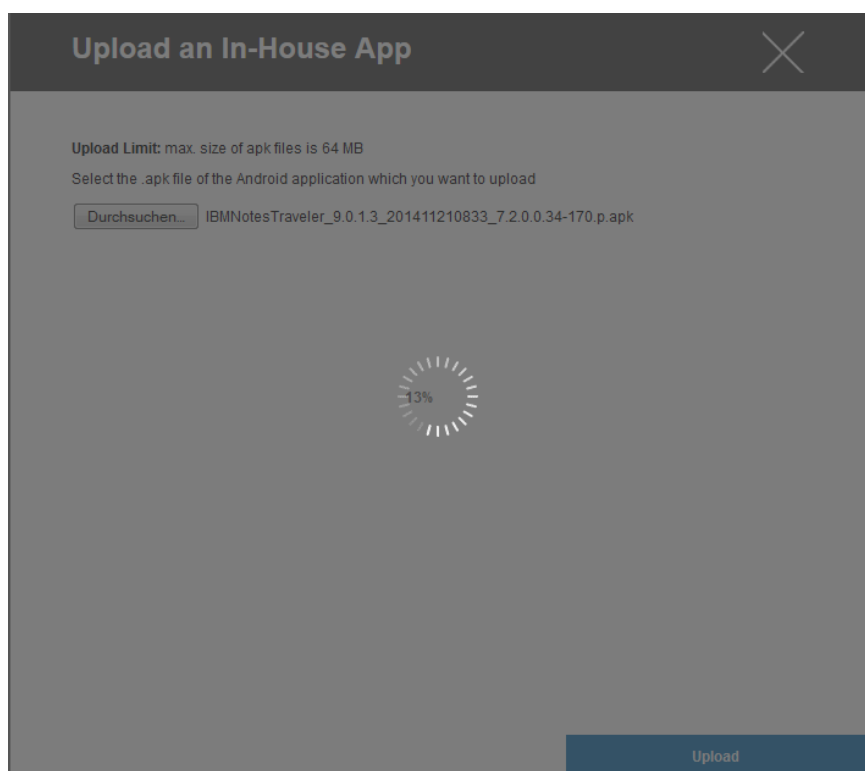 Upload an In-House App
Upload Limit: max. size of apk files is 64 MB
Select the .apk file of the Android application which you want to upload
Durchsuchen... IBMNotesTraveler_9.0.1.3_201411210833_7.2.0.0.34-170.p.apk
13%
Upload